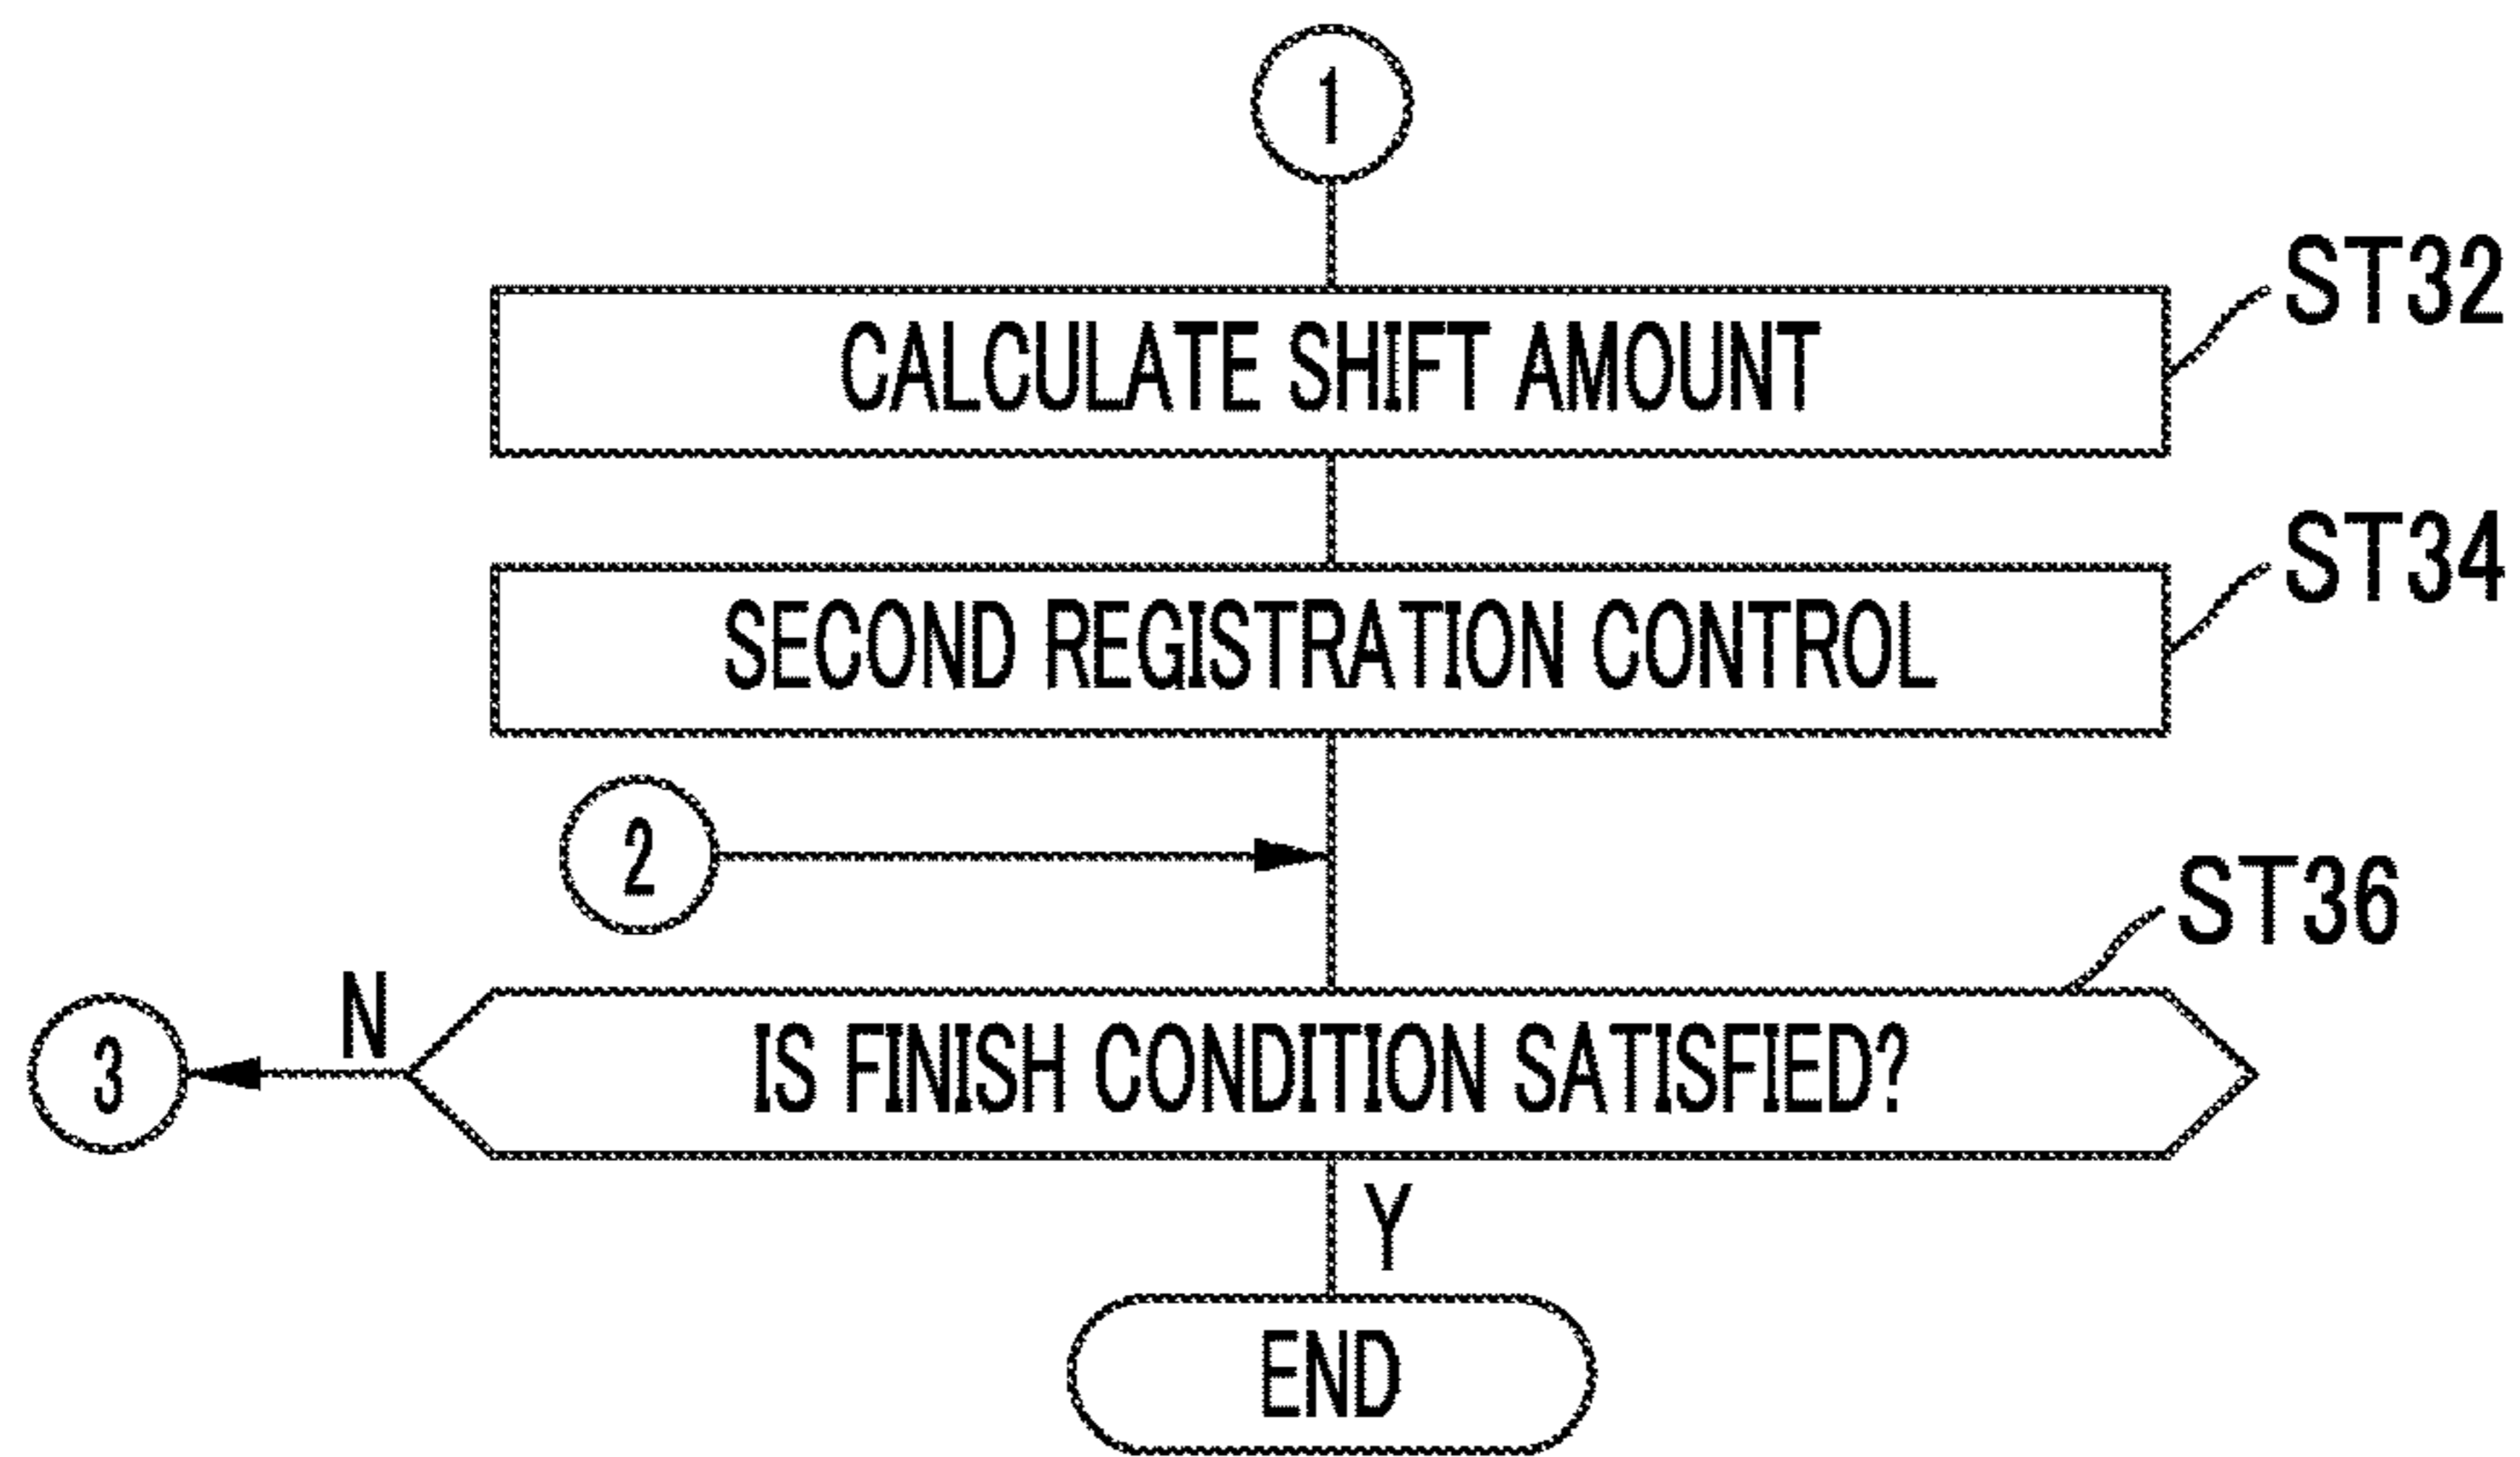 1
ST32
CALCULATE SHIFT AMOUNT
ST34
SECOND REGISTRATION CONTROL
2
ST36
N
3
IS FINISH CONDITION SATISFIED?
Y
END